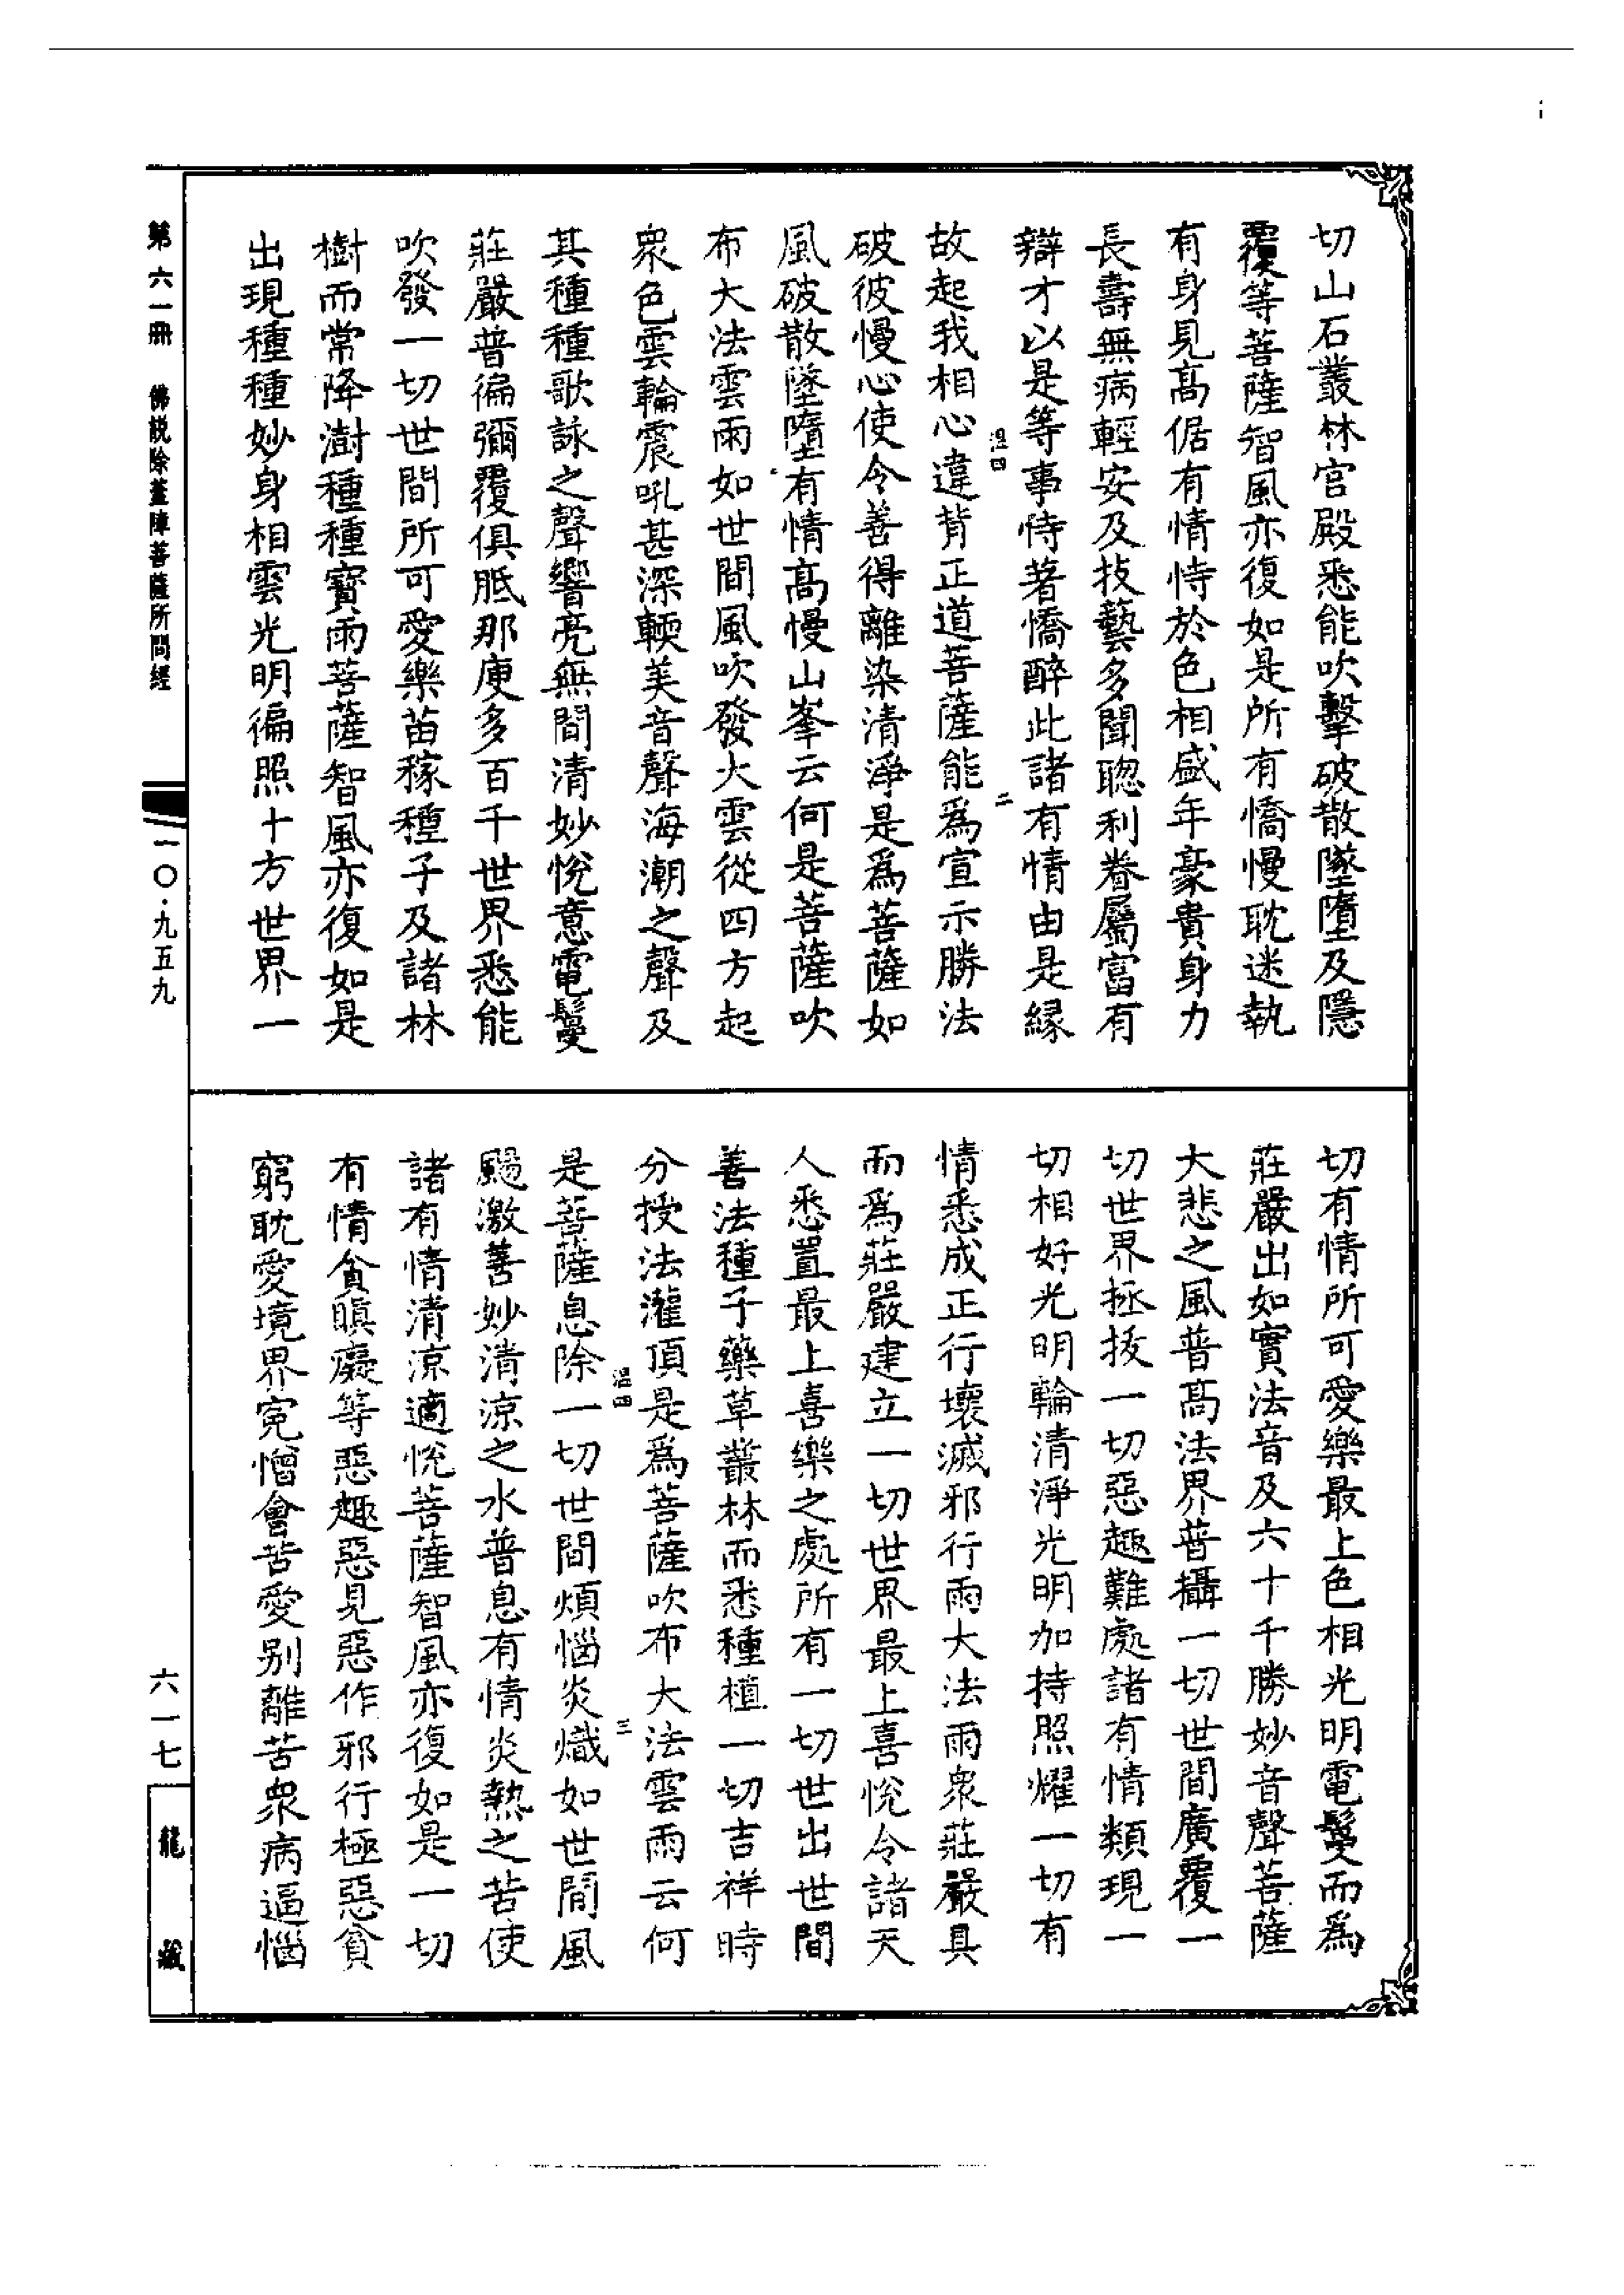 切山石叢林宮殿悉能吹擊破散墜墮及隱
覆等菩薩智風亦復如是所有憍慢耽迷執
有身見高倨有情恃於色相盛年豪貴身力
長壽無病輕安及技藝多聞聰利眷屬富有
辯才以是等事恃著憍醉此諸有情由是緣
溫四
二
故起我相心違背正道菩薩能爲宣示勝法
破彼慢心使令善得離染清淨是爲菩薩如
風破散墜墮有情高慢山峯云何是菩薩吹
布大法雲雨如世間風吹發大雲從四方起
衆色雲輪震吼甚深輭美音聲海潮之聲及
其種種歌詠之聲響亮無間清妙悅意電鬘
莊嚴普徧彌覆俱胝那庾多百千世界悉能
吹發一切世間所可愛樂苗稼種子及諸林
樹而常降澍種種寶雨菩薩智風亦復如是
出現種種妙身相雲光明徧照十方世界一
切有情所可愛樂最上色相光明電鬘而爲
莊嚴出如實法音及六十千勝妙音聲菩薩
大悲之風普高法界普攝一切世間廣覆一
切世界拯拔一切惡趣難處諸有情類現一
切相好光明輪清淨光明加持照耀一切有
情悉成正行壞滅邪行雨大法雨衆莊嚴具
而爲莊嚴建立一切世界最上喜悅令諸天
人悉置最上喜樂之處所有一切世出世間
善法種子藥草叢林而悉種植一切吉祥時
分授法灌頂是爲菩薩吹布大法雲雨云何
溫四
三
是菩薩息除一切世間煩惱炎熾如世間風
飃激善妙清涼之水普息有情炎熱之苦使
諸有情清涼適悅菩薩智風亦復如是一切
有情貪瞋癡等惡趣惡見惡作邪行極惡貧
窮耽愛境界寃憎會苦愛别離苦衆病逼惱
第六一冊　佛說除蓋障菩薩所問經
一〇·九五九
六一七
龍藏